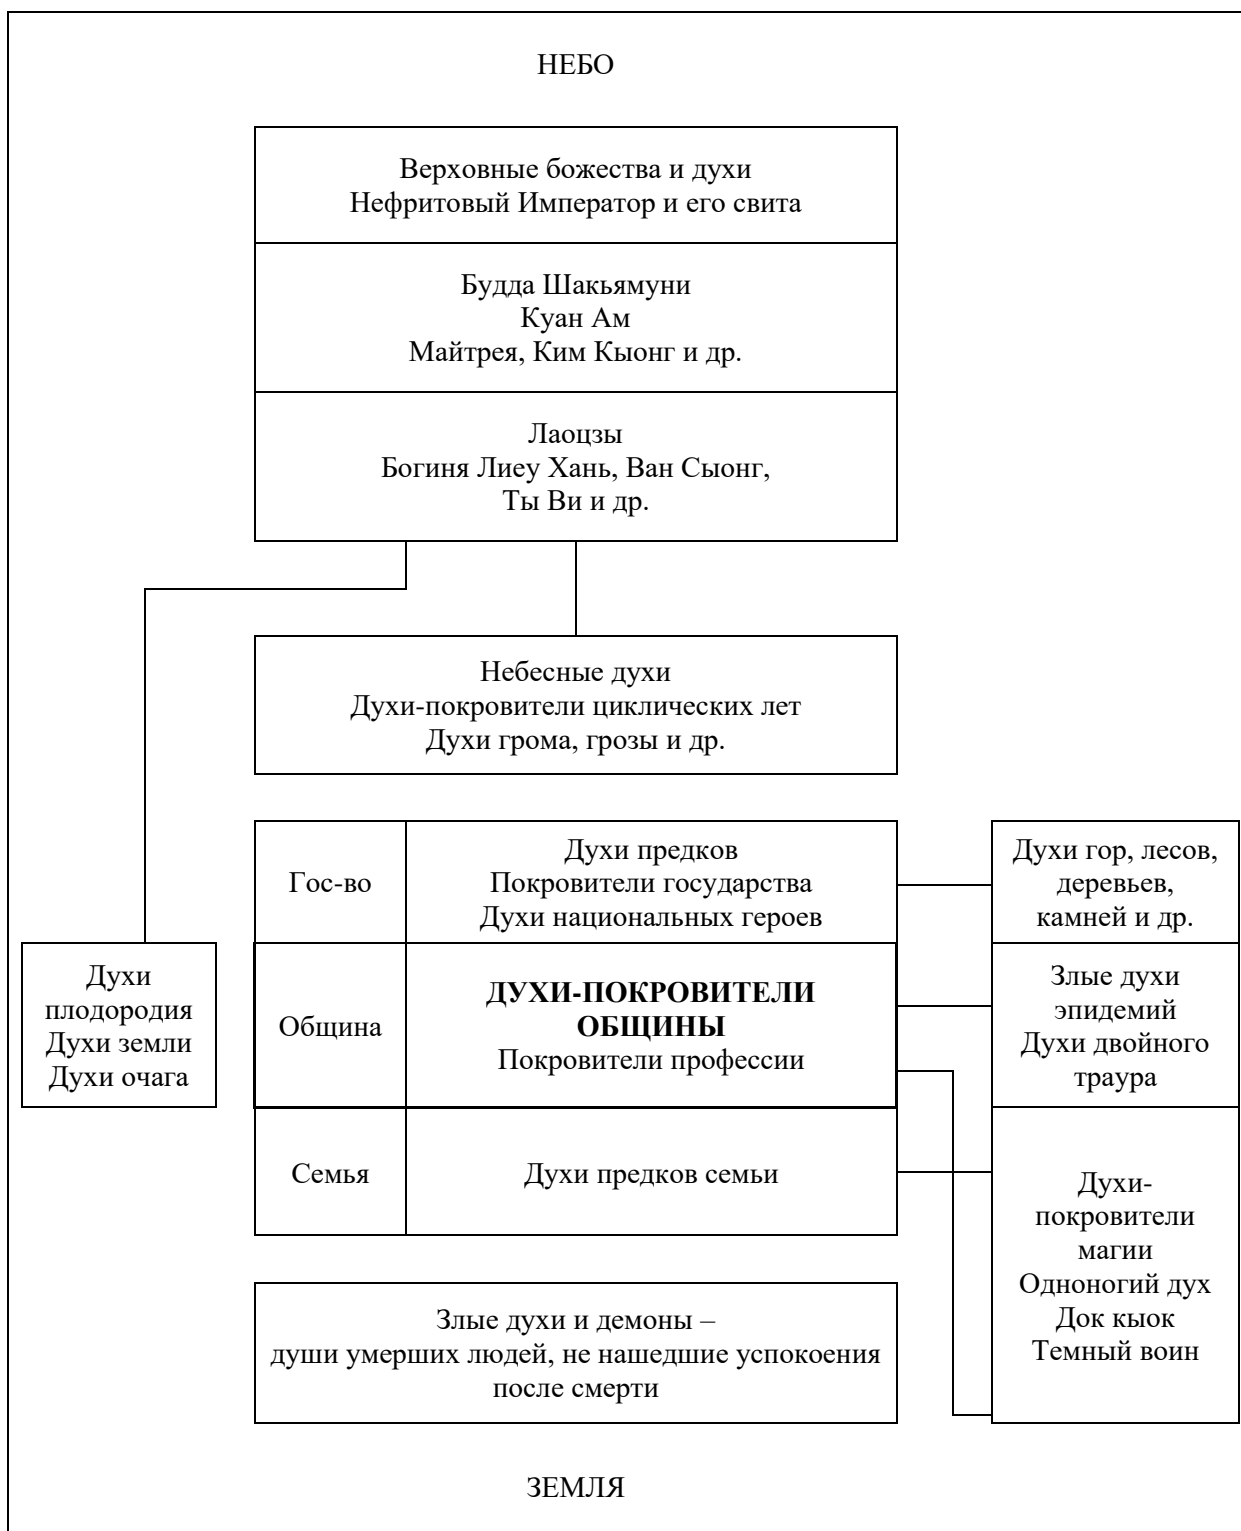 НЕБО
Верховные божества и духи
Нефритовый Император и его свита
Будда Шакьямуни
Куан Ам
Майтрея, Ким Кыонг и др.
Лаоцзы
Богиня Лиеу Хань, Ван Сыонг,
Ты Ви и др.
Небесные духи
Духи-покровители циклических лет
Духи грома, грозы и др.
Гос-во
Духи предков
Покровители государства
Духи национальных героев
Духи гор, лесов,
деревьев,
камней и др.
Духи
плодородия
Духи земли
Духи очага
Община
ДУХИ-ПОКРОВИТЕЛИ
ОБЩИНЫ
Покровители профессии
Злые духи
эпидемий
Духи двойного
траура
Семья
Духи предков семьи
Духи-
покровители
магии
Одноногий дух
Док кыок
Темный воин
Злые духи и демоны –
души умерших людей, не нашедшие успокоения
после смерти
ЗЕМЛЯ